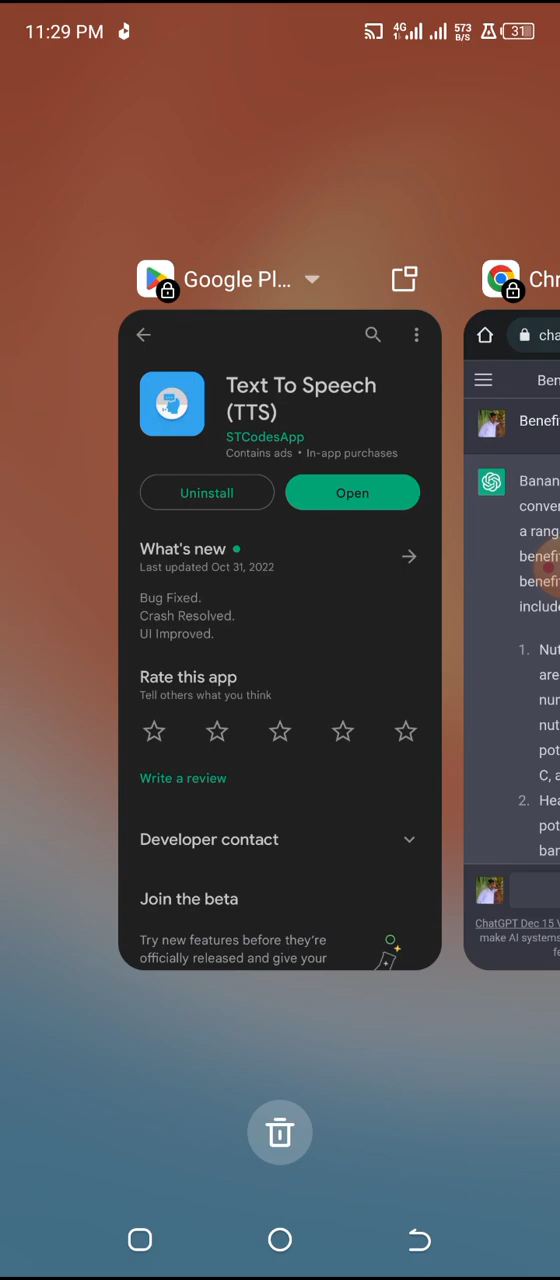 11:29 PM
4G
573
B/S
31
Google Pl...
Chr
Text To Speech
(TTS)
STCodesApp
Contains ads • In-app purchases
Uninstall
Open
What's new
Last updated Oct 31, 2022
Bug Fixed.
Crash Resolved.
UI Improved.
Rate this app
Tell others what you think
Write a review
Developer contact
Join the beta
Try new features before they're
officially released and give your
cha
Ben
Benefi
Banan
conver
a rang
benefi
benefi
include
1. Nut
are
num
nut
pot
C, a
2. Hea
pot
ban
ChatGPT Dec 15 V
make AI systems
fe